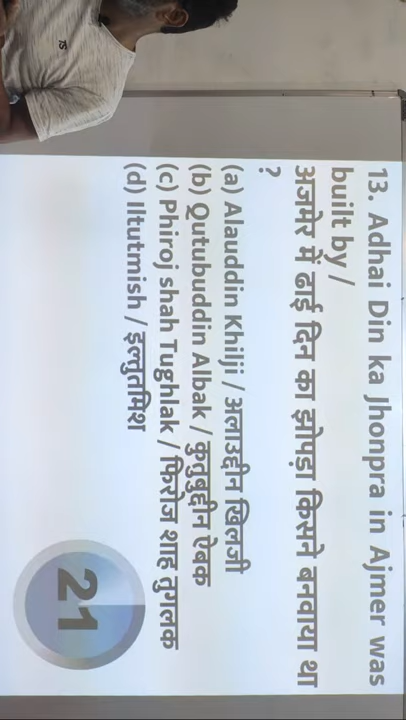 13. Adhai Din ka Jhonpra in Ajmer was
built by /
अजमेर में ढाई दिन का झोपड़ा किसने बनवाया था
?
(a) Alauddin Khilji / अलाउद्दीन खिलजी
(b) Qutubuddin Albak / कुतुबुद्दीन ऐबक
(c) Phiroj shah Tughlak / फिरोज शाह तुगलक
(d) Iltutmish / इल्तुतमिश
21